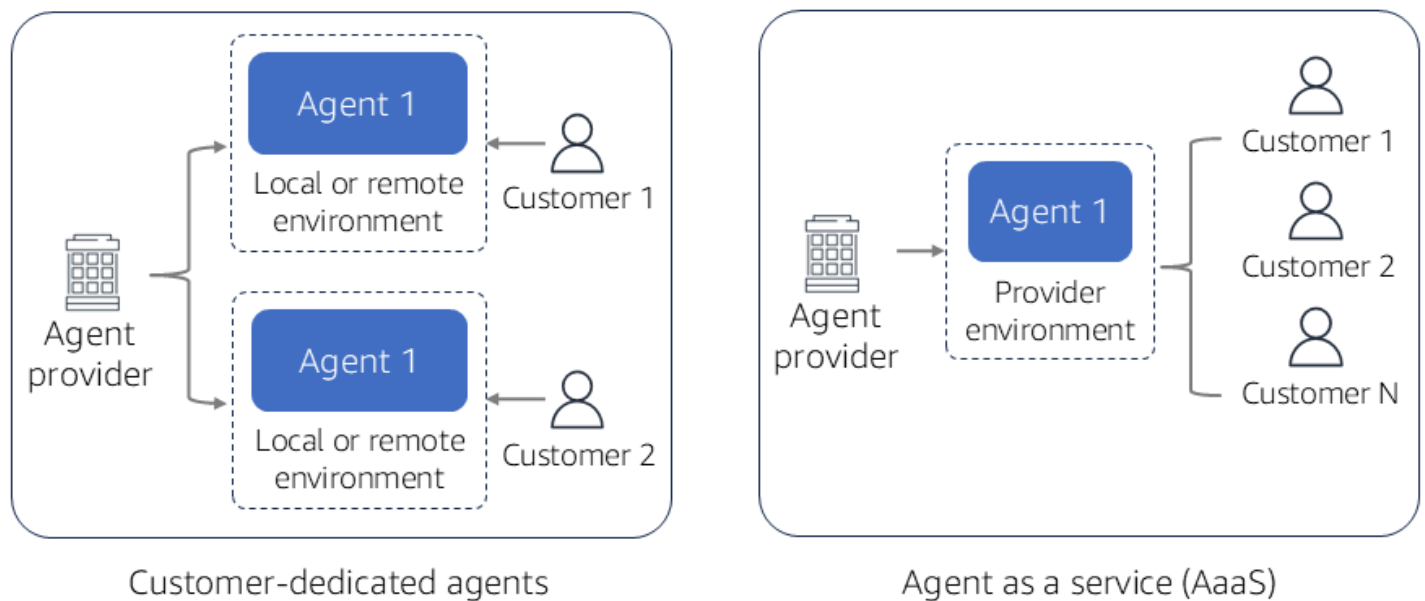 Agent 1
Local or remote
environment
Customer 1
Agent
provider
Agent 1
Local or remote
environment
Customer 2
Customer-dedicated agents
Customer 1
Agent 1
Provider
environment
Customer 2
Agent
provider
Customer N
Agent as a service (AaaS)